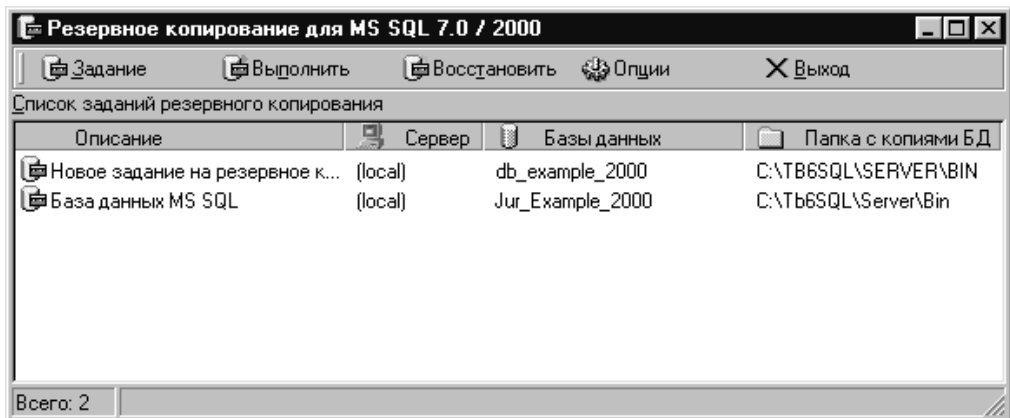 Резервное копирование для MS SQL 7.0 / 2000
Задание Выполнить Восстановить Опции Выход
Список заданий резервного копирования
Описание Сервер Базы данных Папка с копиями БД
Новое задание на резервное к... (local) db_example_2000 C:\TB6SQL\SERVER\BIN
База данных MS SQL (local) Jur_Example_2000 C:\Tb6SQL\Server\Bin
Всего: 2